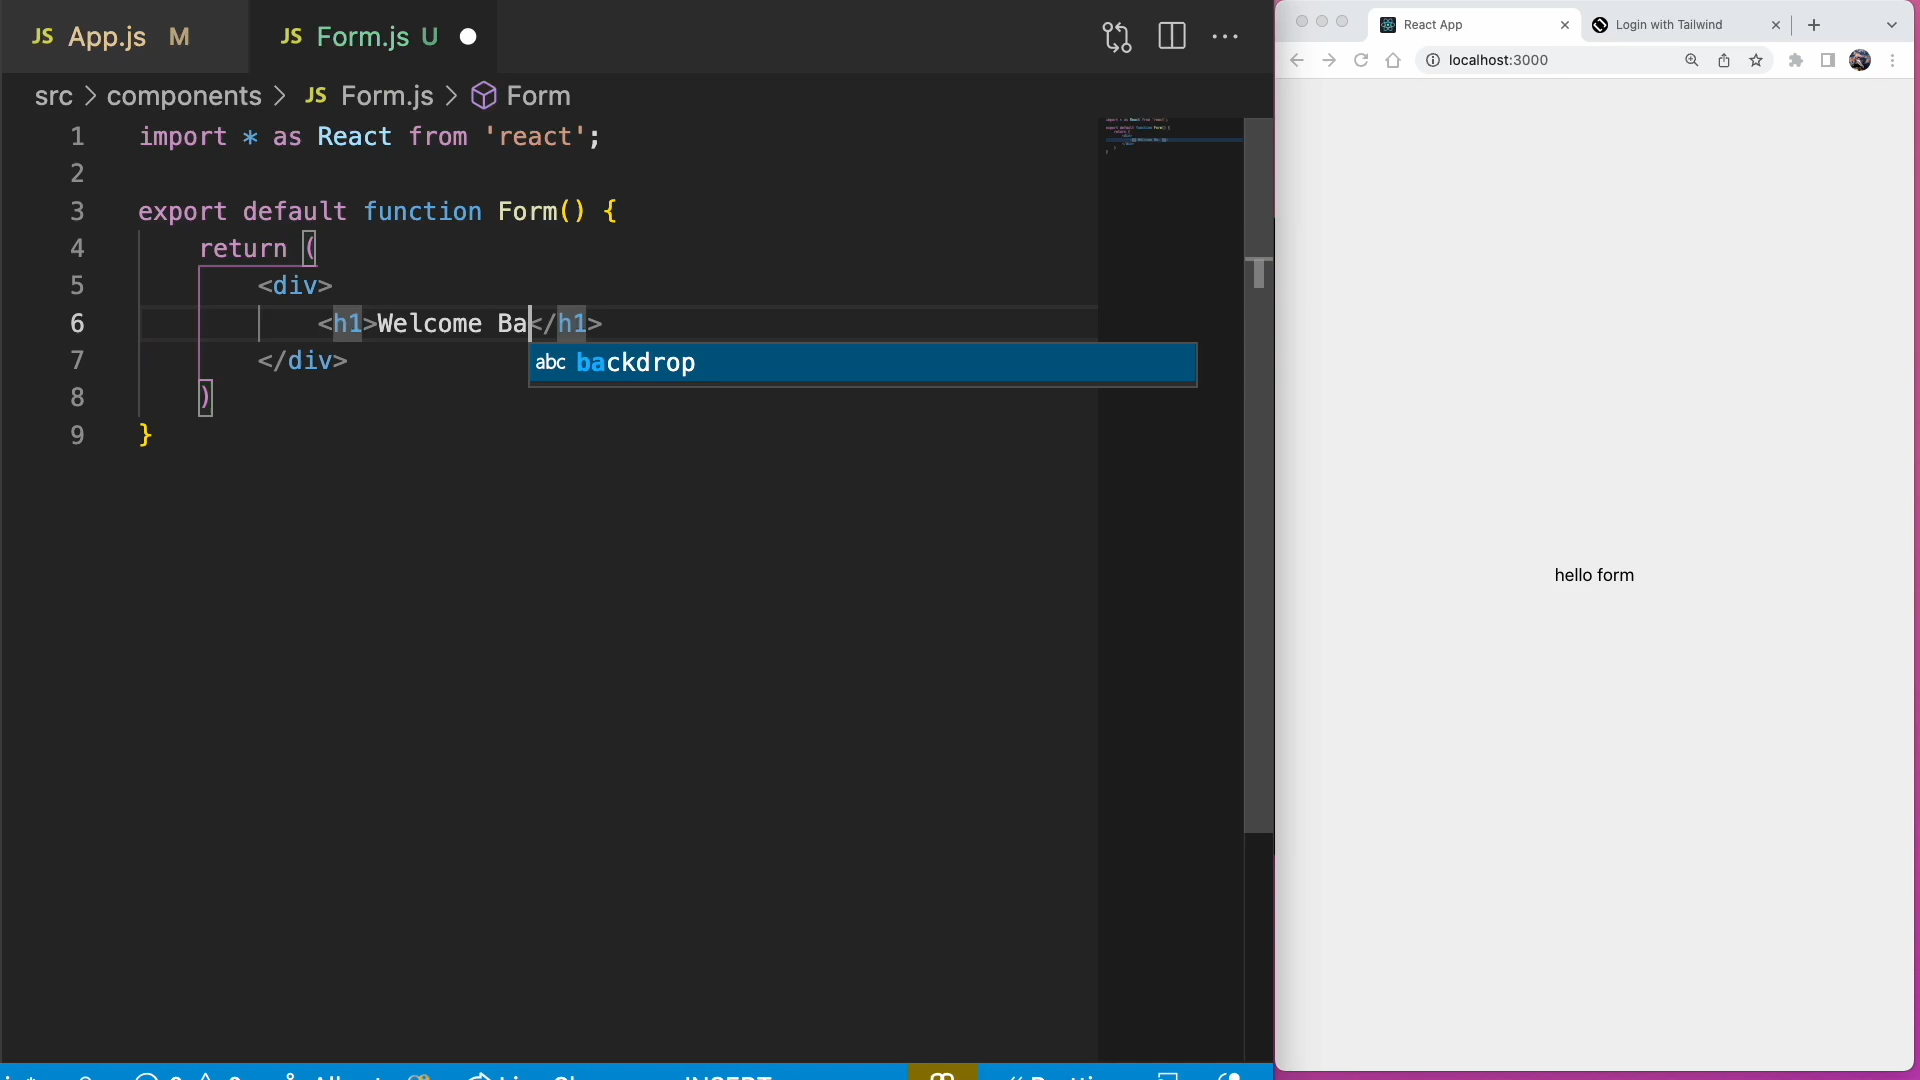 JS App.js M JS Form.js U
src > components > JS Form.js > Form
1 import * as React from 'react';
2
3 export default function Form() {
4 return (
5 <div>
6 <h1>Welcome Ba</h1>
abc backdrop
7 </div>
8 )
9 }
React App
Login with Tailwind
localhost:3000
hello form